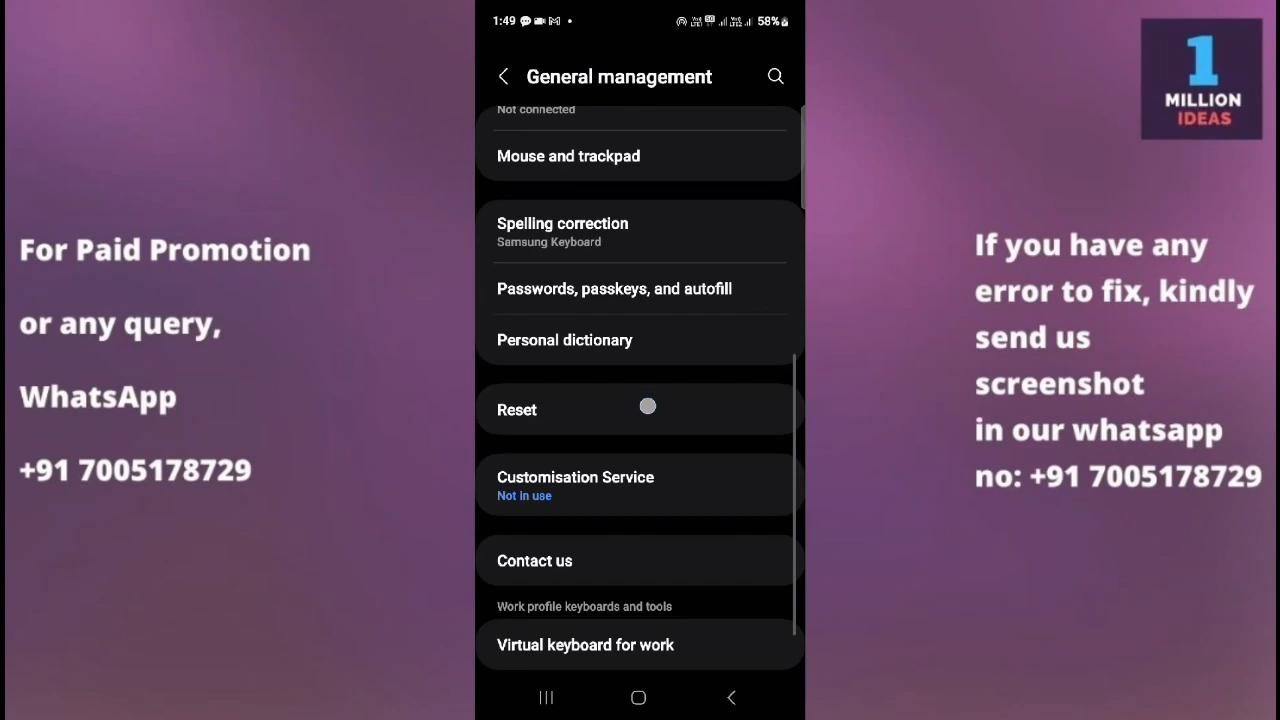 For Paid Promotion
or any query,
WhatsApp
+91 7005178729
1:49
58%
General management
Not connected
Mouse and trackpad
Spelling correction
Samsung Keyboard
Passwords, passkeys, and autofill
Personal dictionary
Reset
Customisation Service
Not in use
Contact us
Work profile keyboards and tools
Virtual keyboard for work
1
MILLION
IDEAS
If you have any
error to fix, kindly
send us
screenshot
in our whatsapp
no: +91 7005178729